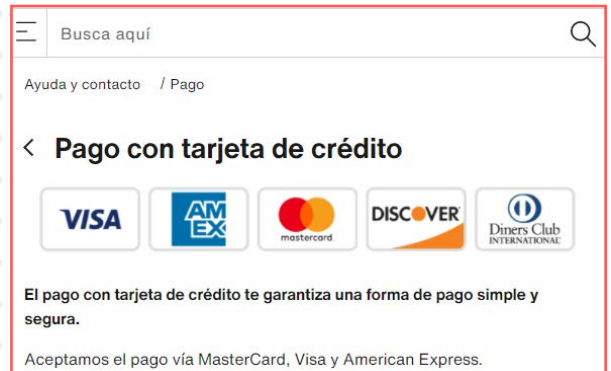 Busca aquí
Ayuda y contacto / Pago
< Pago con tarjeta de crédito
VISA AM EX mastercard DISCOVER Diners Club INTERNATIONAL
El pago con tarjeta de crédito te garantiza una forma de pago simple y
segura.
Aceptamos el pago vía MasterCard, Visa y American Express.